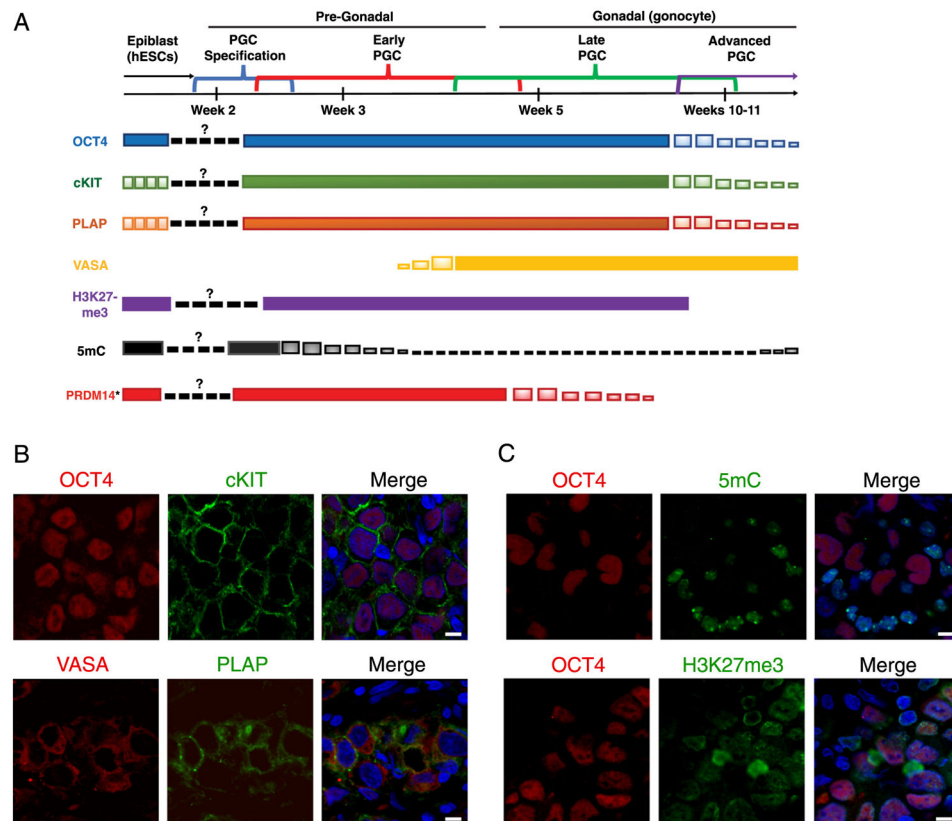 A
Pre-Gonadal
Gonadal (gonocyte)
Epiblast
(hESCs)
PGC
Specification
Early
PGC
Late
PGC
Advanced
PGC
Week 2
Week 3
Week 5
Weeks 10-11
OCT4
?
cKIT
?
PLAP
?
VASA
H3K27-
me3
?
5mC
?
PRDM14*
?
B
OCT4
cKIT
Merge
VASA
PLAP
Merge
C
OCT4
5mC
Merge
OCT4
H3K27me3
Merge